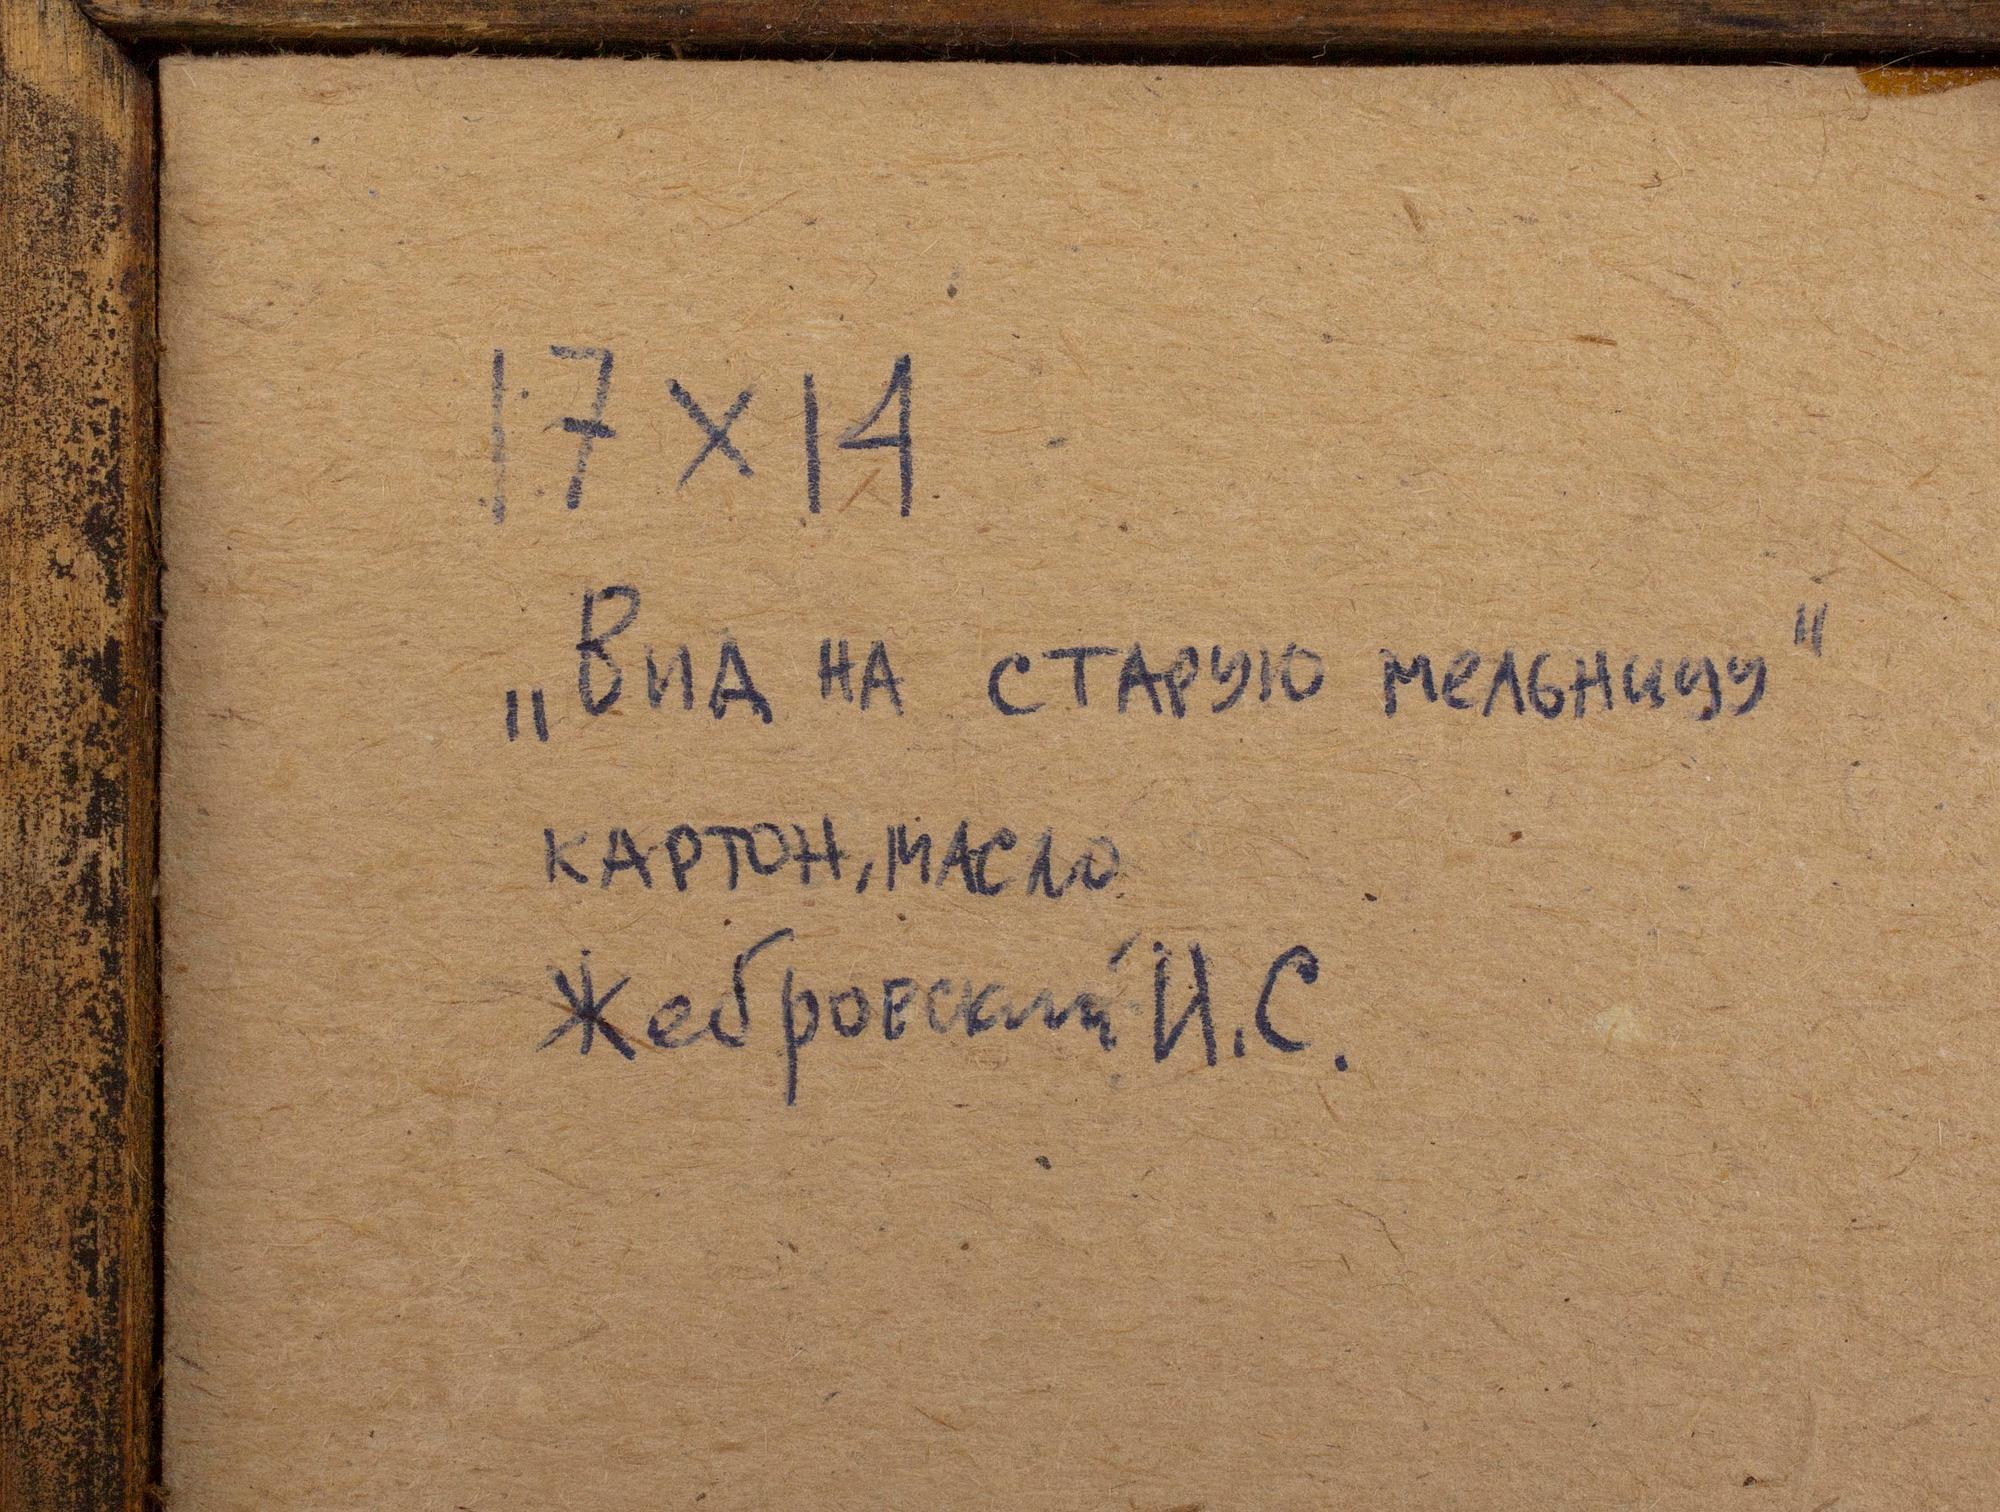 17 x 14
„Вид на старую мельницу"
картон, масло
Жебровский И.С.